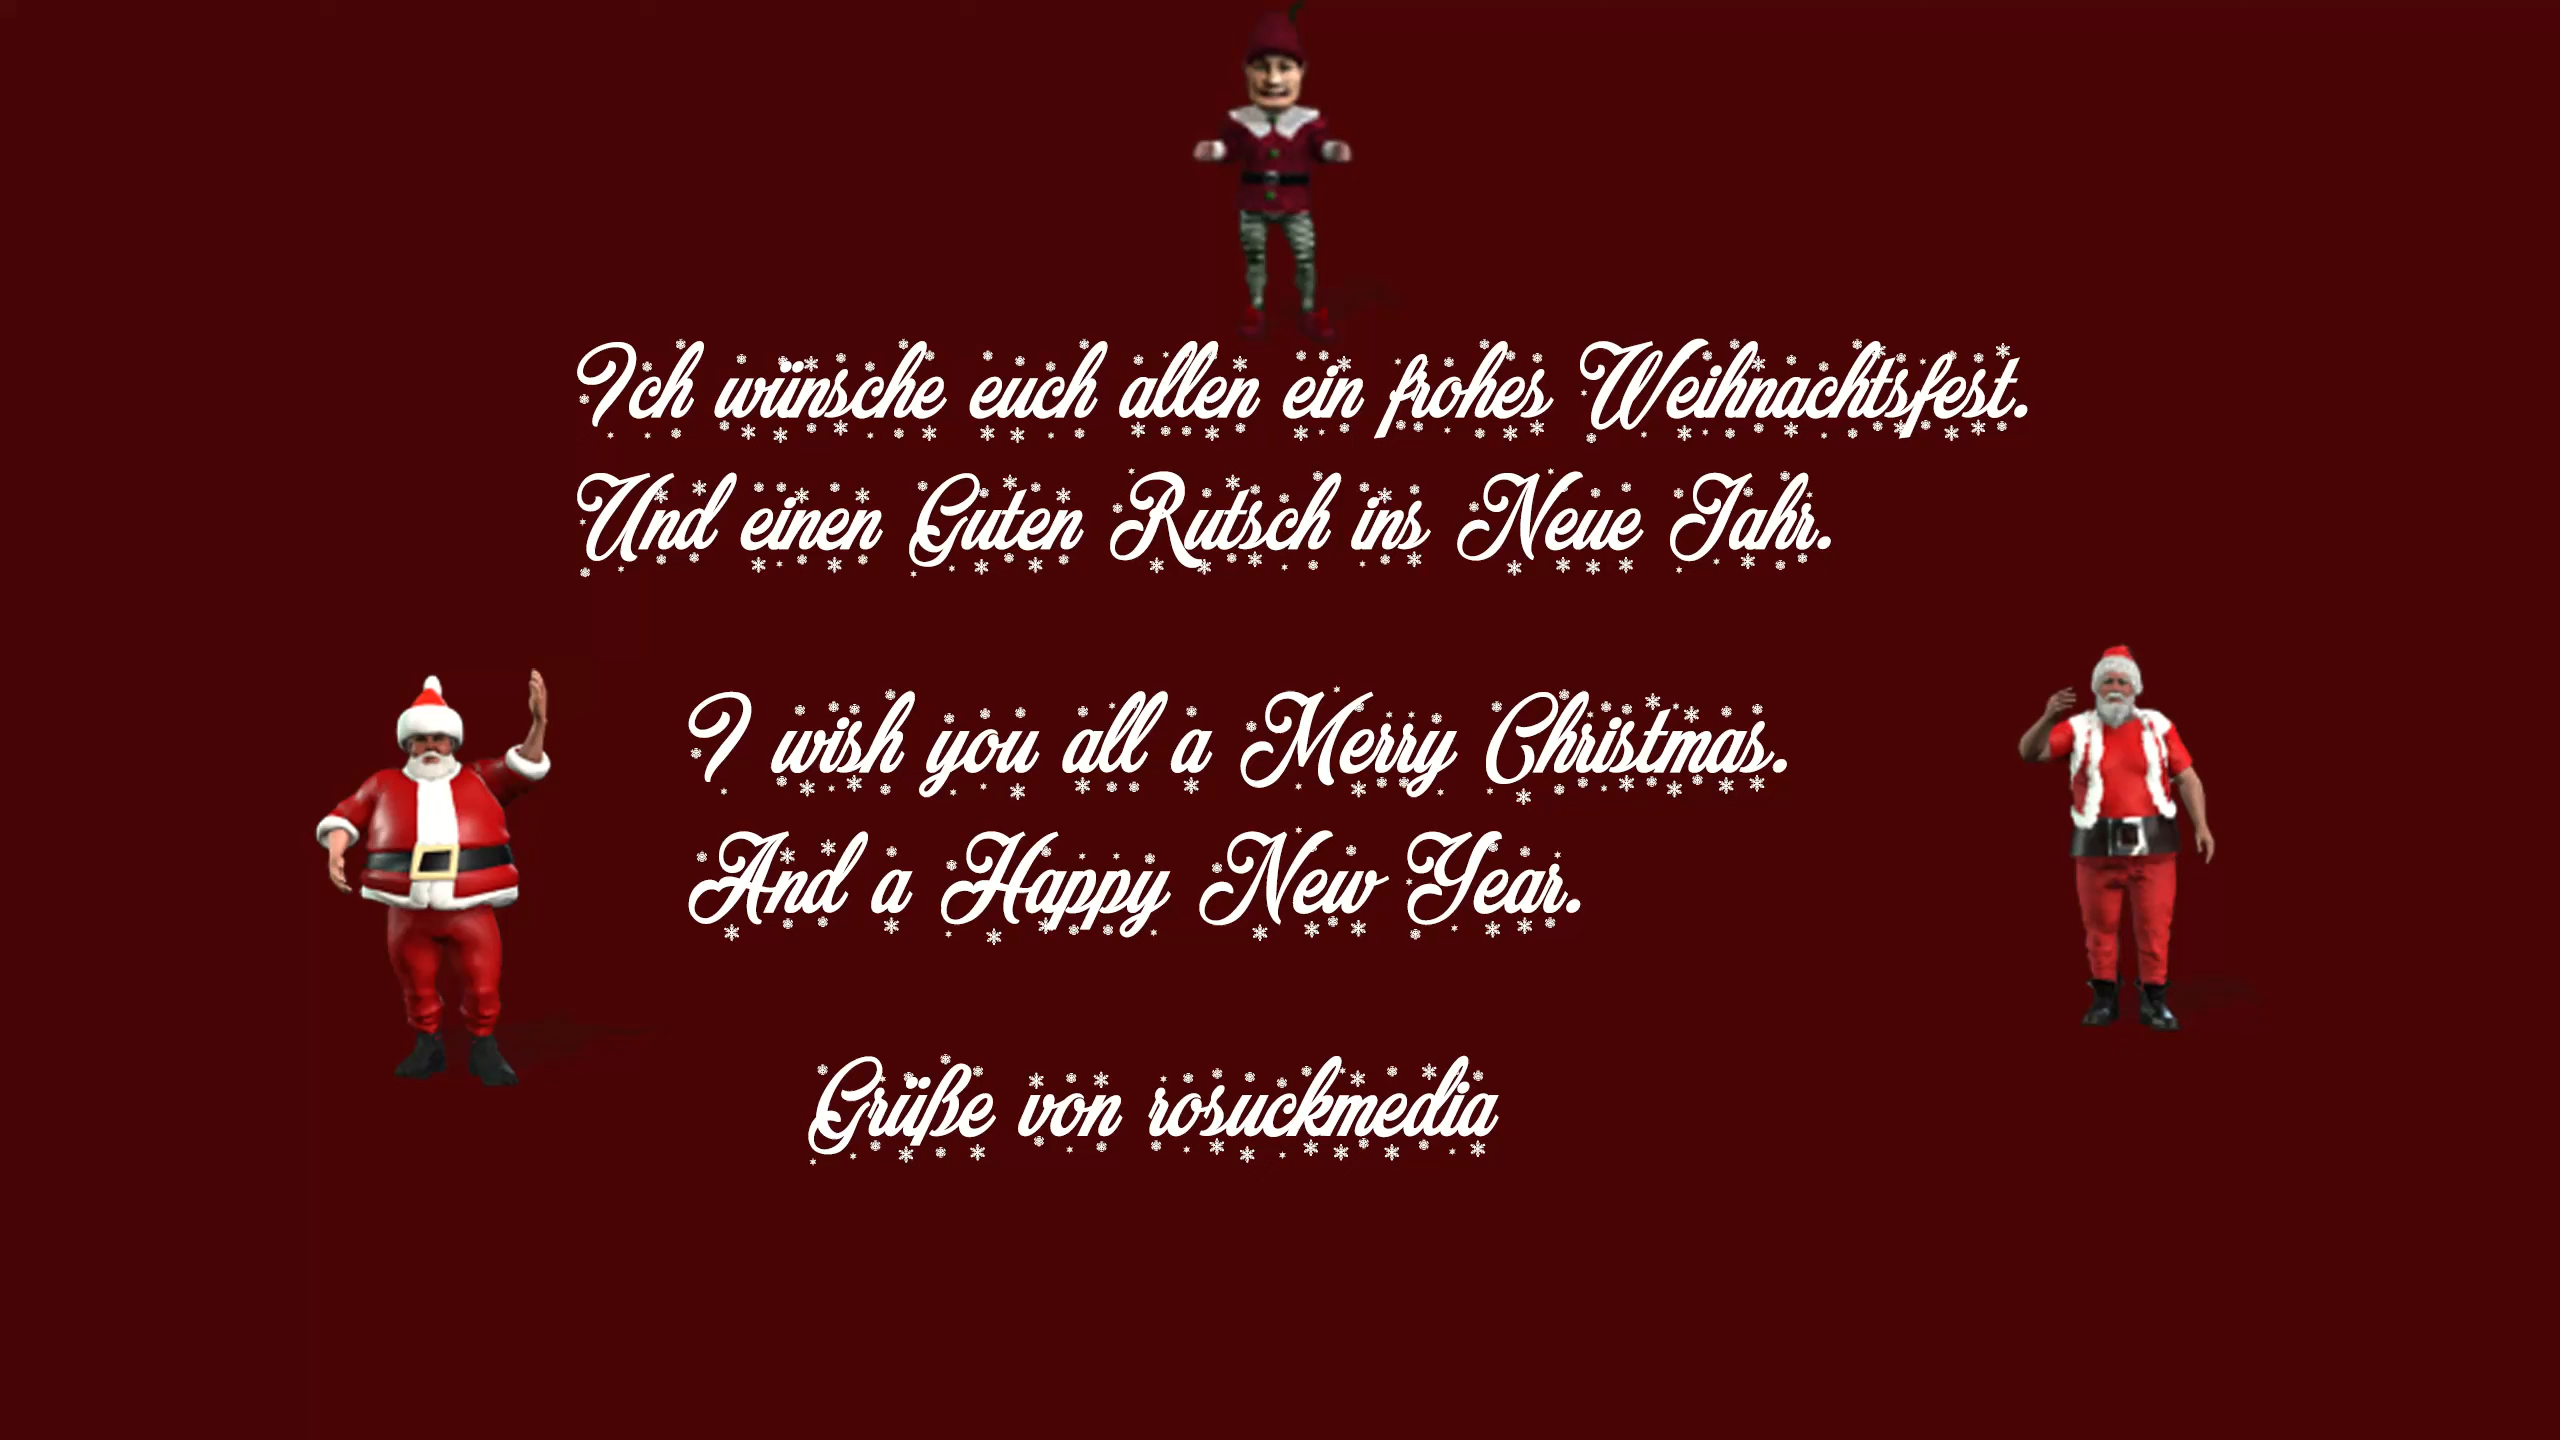 Ich wünsche euch allen ein frohes Weihnachtsfest.
Und einen Guten Rutsch ins Neue Jahr.
I wish you all a Merry Christmas.
And a Happy New Year.
Grüße von rosuckmedia